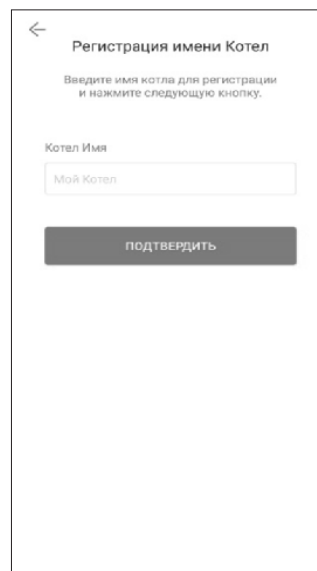 Регистрация имени Котел
Введите имя котла для регистрации
и нажмите следующую кнопку.
Котел Имя
Мой Котел
ПОДТВЕРДИТЬ